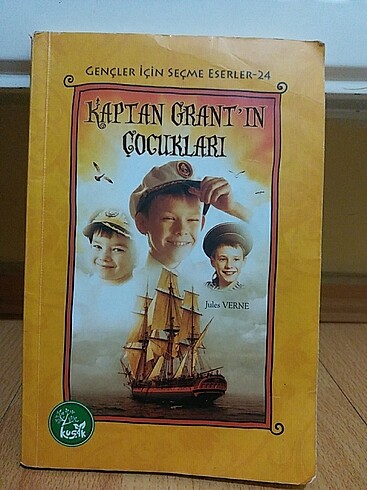 GENÇLER İÇİN SEÇME ESERLER-24
KAPTAN GRANT'IN
ÇOCUKLARI
Jules VERNE
kuşak